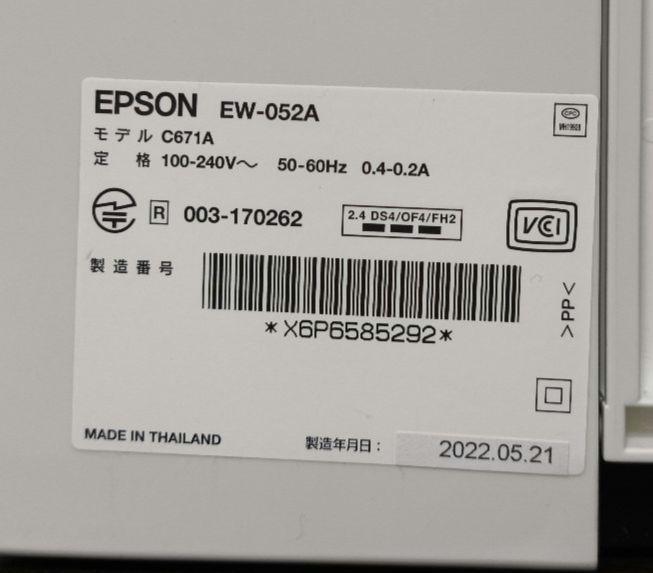 EPSON EW-052A
CPC
モデル C671A
定 格 100-240V～ 50-60Hz 0.4-0.2A
R 003-170262
2.4 DS4/OF4/FH2
VCI
製造番号
*X6P6585292*
>PP<
MADE IN THAILAND
製造年月日：
2022.05.21